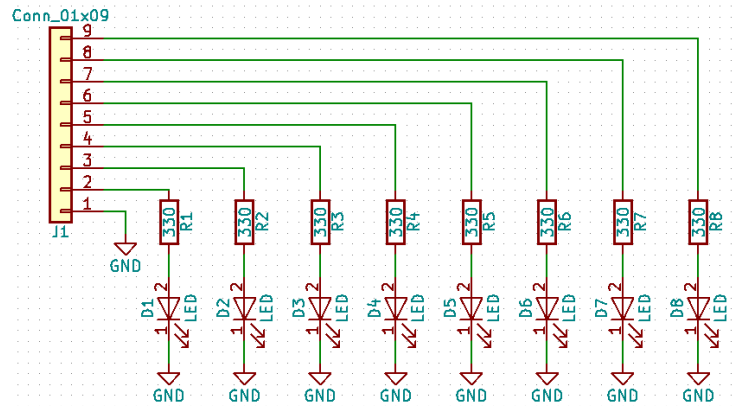 Conn_01x09
9
8
7
6
5
4
3
2
1
J1
GND
330 R1
330 R2
330 R3
330 R4
330 R5
330 R6
330 R7
330 R8
D1 2 1 LED
D2 2 1 LED
D3 2 1 LED
D4 2 1 LED
D5 2 1 LED
D6 2 1 LED
D7 2 1 LED
D8 2 1 LED
GND GND GND GND GND GND GND GND